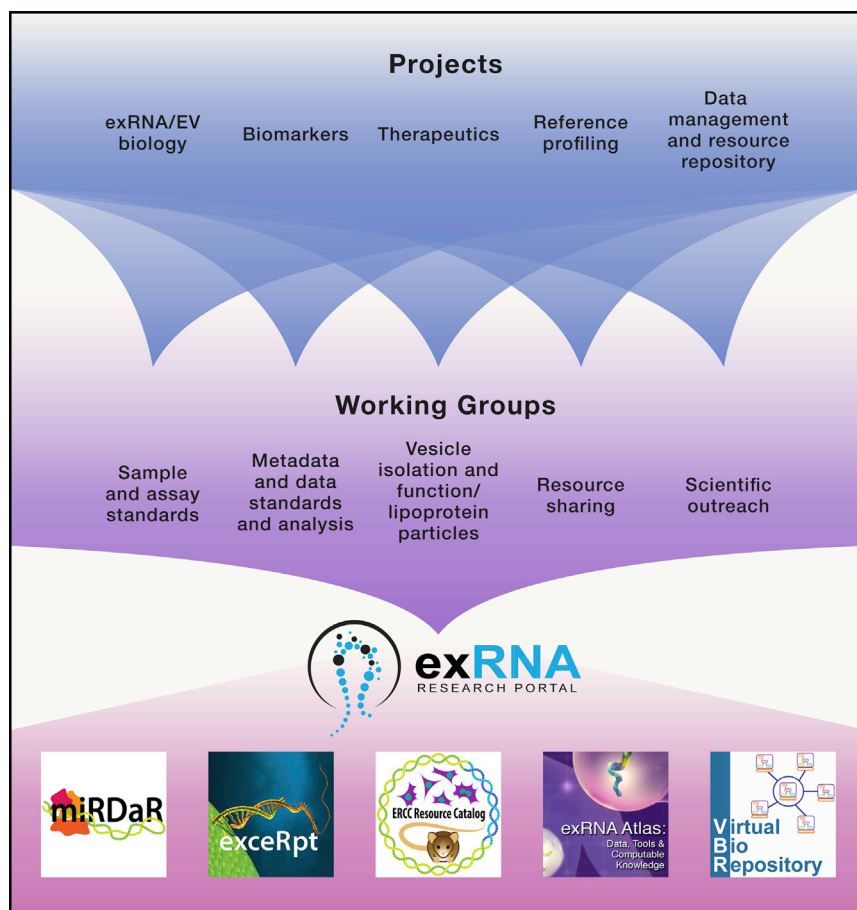 Projects
exRNA/EV
biology
Biomarkers
Therapeutics
Reference
profiling
Data
management
and resource
repository
Working Groups
Sample
and assay
standards
Metadata
and data
standards
and analysis
Vesicle
isolation and
function/
lipoprotein
particles
Resource
sharing
Scientific
outreach
exRNA
RESEARCH PORTAL
miRDaR
exceRpt
ERCC Resource Catalog
exRNA Atlas:
Data, Tools &
Computable
Knowledge
Virtual
Bio
Repository